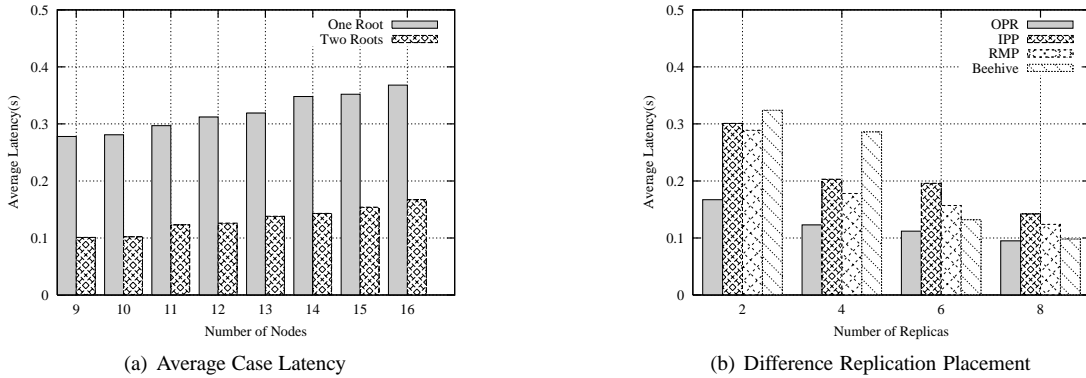 0.5
0.4
0.3
0.2
0.1
0
Average Latency(s)
One Root
Two Roots
9 10 11 12 13 14 15 16
Number of Nodes
(a) Average Case Latency
0.5
0.4
0.3
0.2
0.1
0
Average Latency(s)
OPR
IPP
RMP
Beehive
2 4 6 8
Number of Replicas
(b) Difference Replication Placement